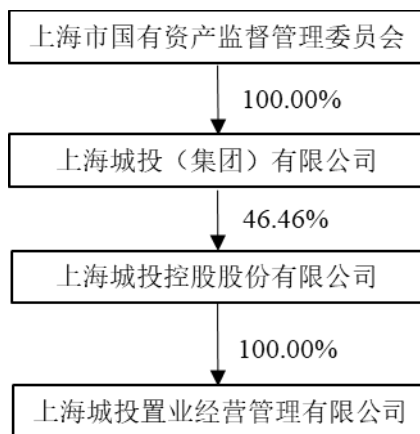 上海市国有资产监督管理委员会
100.00%
上海城投（集团）有限公司
46.46%
上海城投控股股份有限公司
100.00%
上海城投置业经营管理有限公司